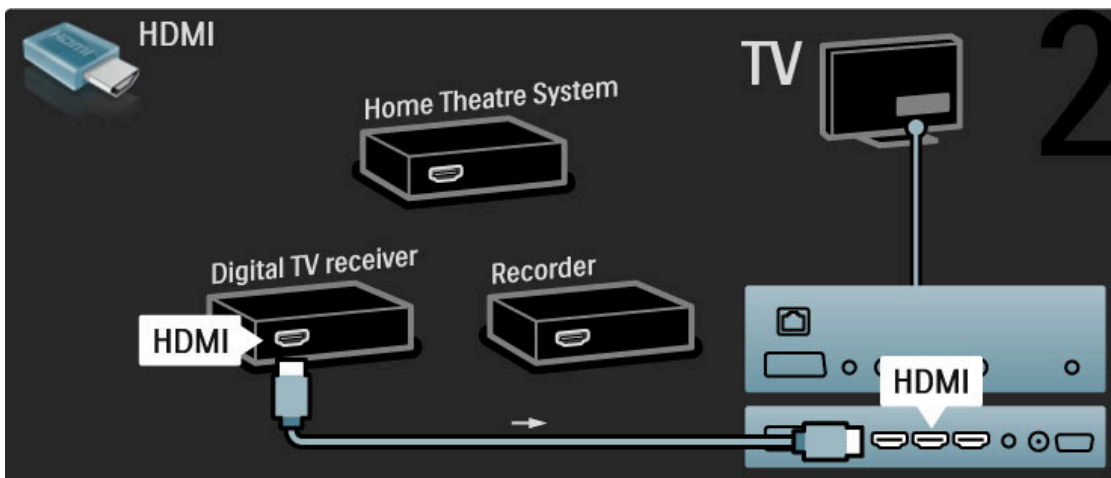 HDMI
TV
2
Home Theatre System
Digital TV receiver
Recorder
HDMI
HDMI